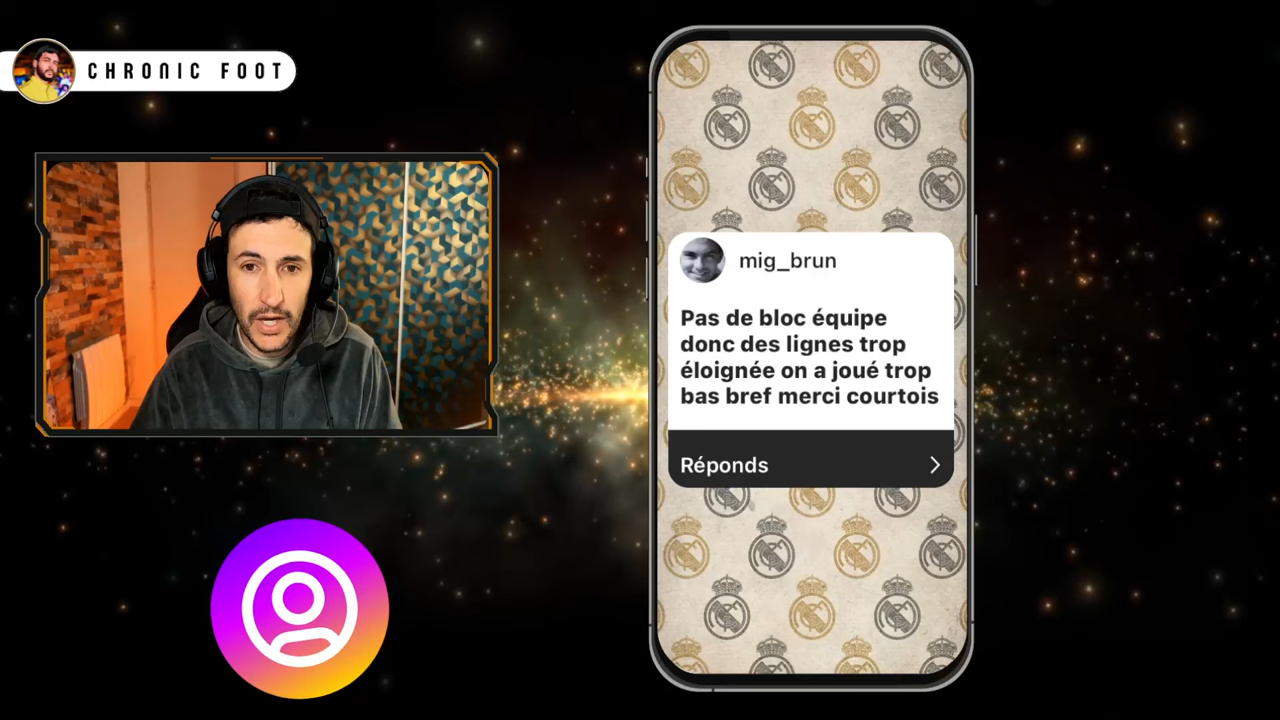 CHRONIC FOOT
mig_brun
Pas de bloc équipe
donc des lignes trop
éloignée on a joué trop
bas bref merci courtois
Réponds